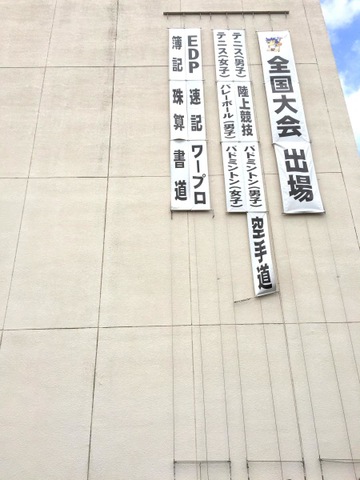 全国大会 出場
テニス(男子)
陸上競技
バドミントン(男子)
空手道
テニス(女子)
バレーボール(男子)
バドミントン(女子)
EDP
速記
ワープロ
簿記
珠算
書道